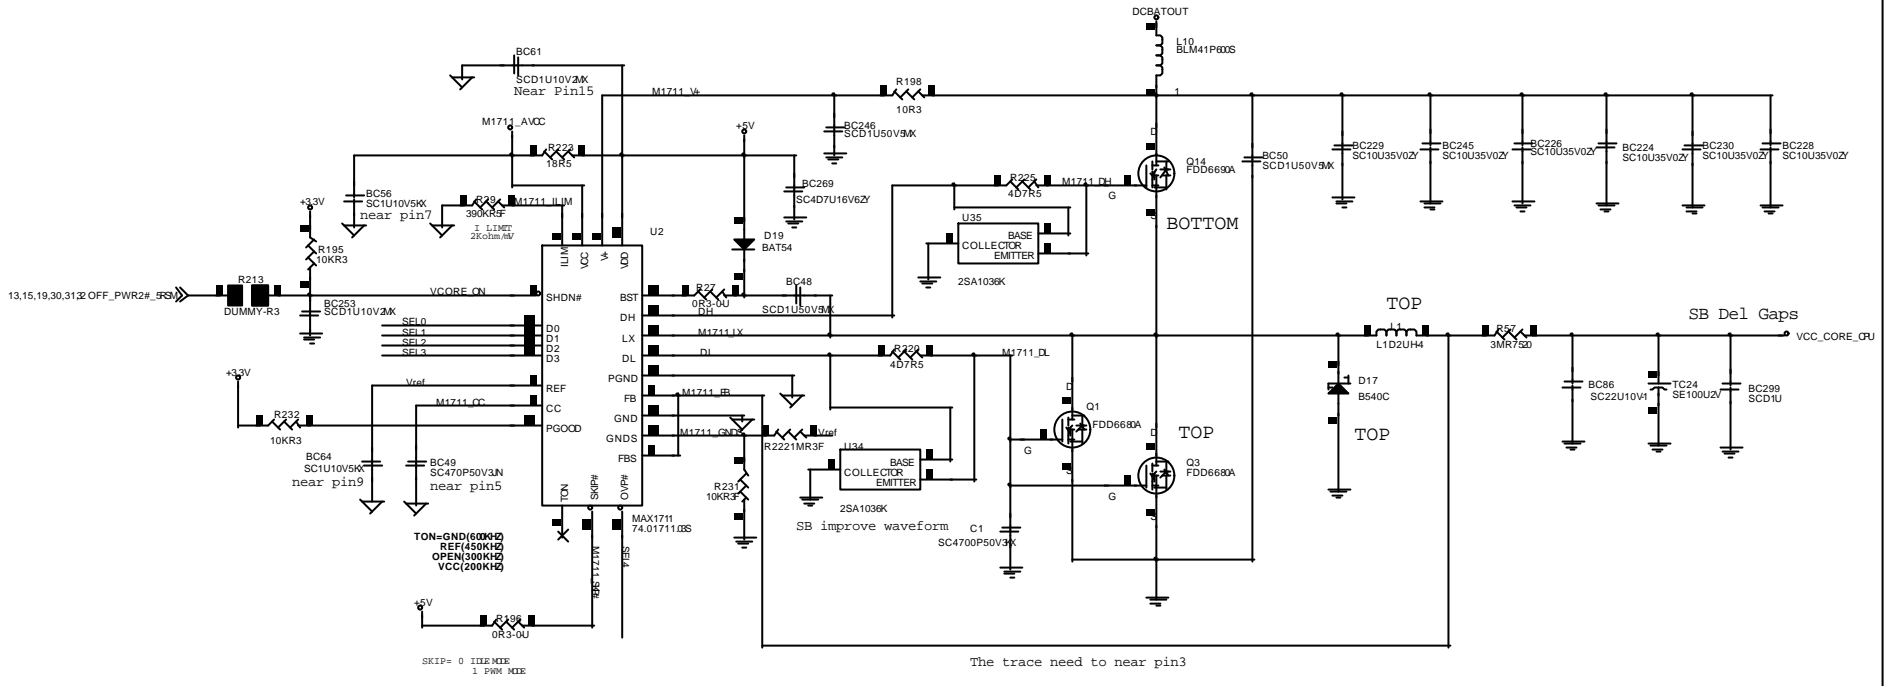 DCBATOUT
L10
BLM41P600S
BC61
SCD1U10V2MX
Near Pin15
M1711_V+
R198
10R3
1
M1711_AVCC
+5V
BC246
SCD1U50V5MX
R223
18R5
D
Q14
FDD6690A
G
S
BOTTOM
BC50
SCD1U50V5MX
BC229
SC10U35V0ZY
BC245
SC10U35V0ZY
BC226
SC10U35V0ZY
BC224
SC10U35V0ZY
BC230
SC10U35V0ZY
BC228
SC10U35V0ZY
BC56
SC1U10V5KX
near pin7
R29
390KR5F
M1711_ILIM
I LIMIT
2Kohm/mV
BC269
SC4D7U16V6ZY
R225
4D7R5
M1711_DH
+3.3V
R195
10KR3
U2
D19
BAT54
U35
BASE
COLLECTOR
EMITTER
2SA1036K
ILIM
VCC
V+
VDD
R213
DUMMY-R3
13,15,19,30,31,32 OFF_PWR2#_5RSM
VCORE_ON
SHDN#
BC253
SCD1U10V2MX
BST
R27
0R3-0-U
BC48
SCD1U50V5MX
DH
DH
SEL0
SEL1
SEL2
SEL3
D0
D1
D2
D3
LX
M1711_LX
TOP
L1
L1D2UH-4
R57
3MR7520
SB Del Gaps
VCC_CORE_CPU
DL
DL
R220
4D7R5
M1711_DL
PGND
+3.3V
Vref
REF
FB
M1711_FB
D17
B540C
TOP
BC86
SC22U10V-1
TC24
SE100U2V
BC299
SCD1U
M1711_CC
CC
GND
D
Q1
FDD6680A
G
S
R232
10KR3
PGOOD
GNDS
M1711_GNDS
R222
1MR3F
Vref
TOP
FBS
D
Q3
FDD6680A
G
S
BC64
SC1U10V5KX
near pin9
BC49
SC470P50V3JN
near pin5
U34
BASE
COLLECTOR
EMITTER
2SA1036K
R231
10KR3F
TON
SKIP#
OVP#
MAX1711
74.01711.03S
SB improve waveform
C1
SC4700P50V3KX
TON=GND(600KHZ)
REF(450KHZ)
OPEN(300KHZ)
VCC(200KHZ)
M1711_SKP#
SEL4
+5V
R196
0R3-0-U
SKIP= 0 IDLE MODE
1 PWM MODE
The trace need to near pin3